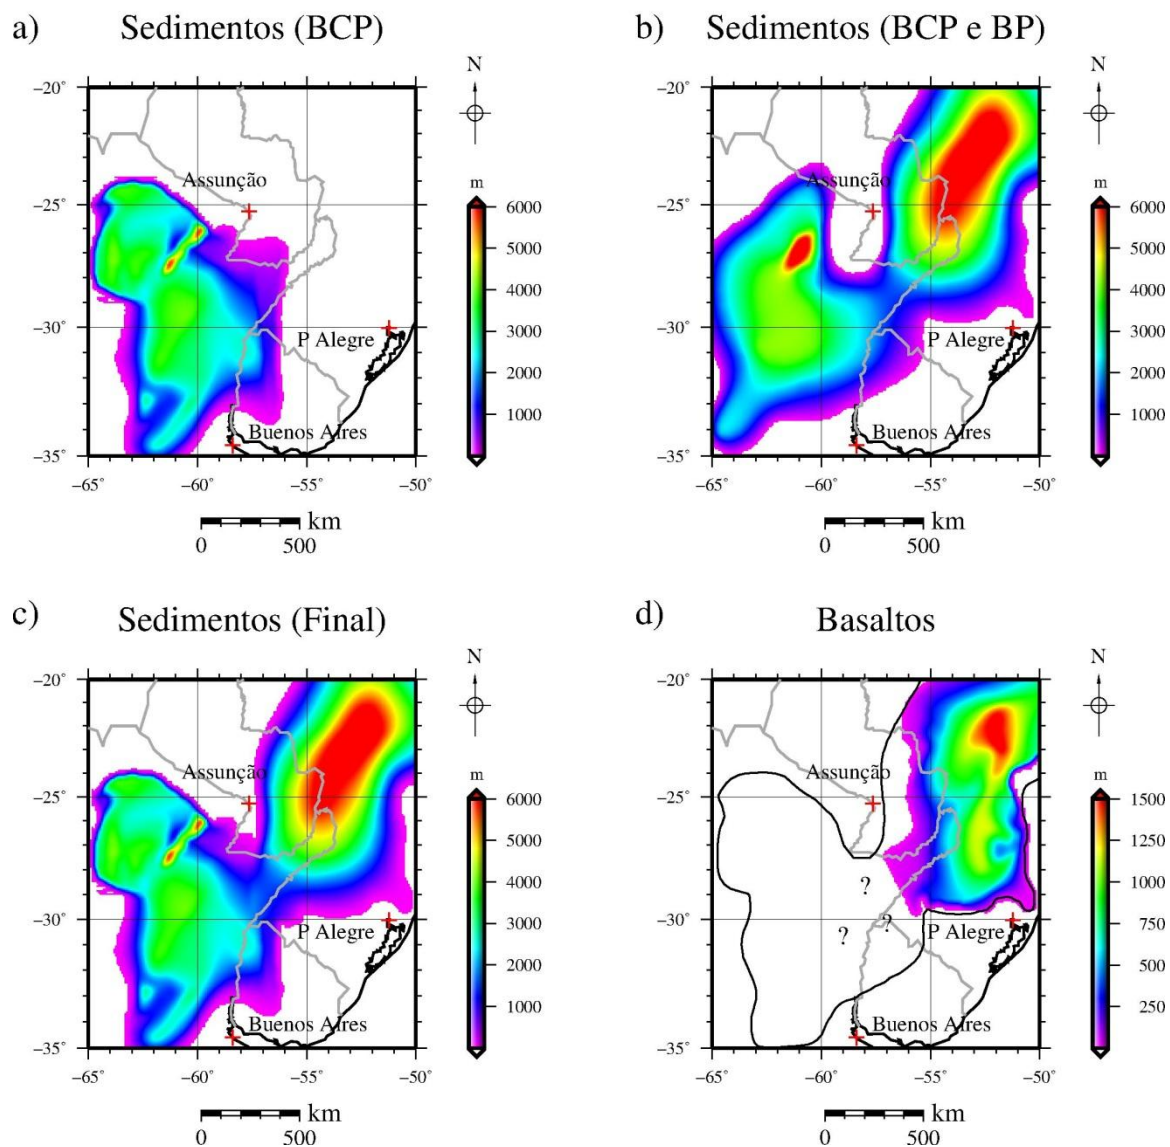 a) Sedimentos (BCP)
N
−20˚
−25˚
−30˚
−35˚
−65˚ −60˚ −55˚ −50˚
Assunção
P Alegre
Buenos Aires
m
6000
5000
4000
3000
2000
1000
km
0 500
b) Sedimentos (BCP e BP)
N
−20˚
−25˚
−30˚
−35˚
−65˚ −60˚ −55˚ −50˚
Assunção
P Alegre
Buenos Aires
m
6000
5000
4000
3000
2000
1000
km
0 500
c) Sedimentos (Final)
N
−20˚
−25˚
−30˚
−35˚
−65˚ −60˚ −55˚ −50˚
Assunção
P Alegre
Buenos Aires
m
6000
5000
4000
3000
2000
1000
km
0 500
d) Basaltos
N
−20˚
−25˚
−30˚
−35˚
−65˚ −60˚ −55˚ −50˚
Assunção
?
? ?
P Alegre
Buenos Aires
m
1500
1250
1000
750
500
250
km
0 500